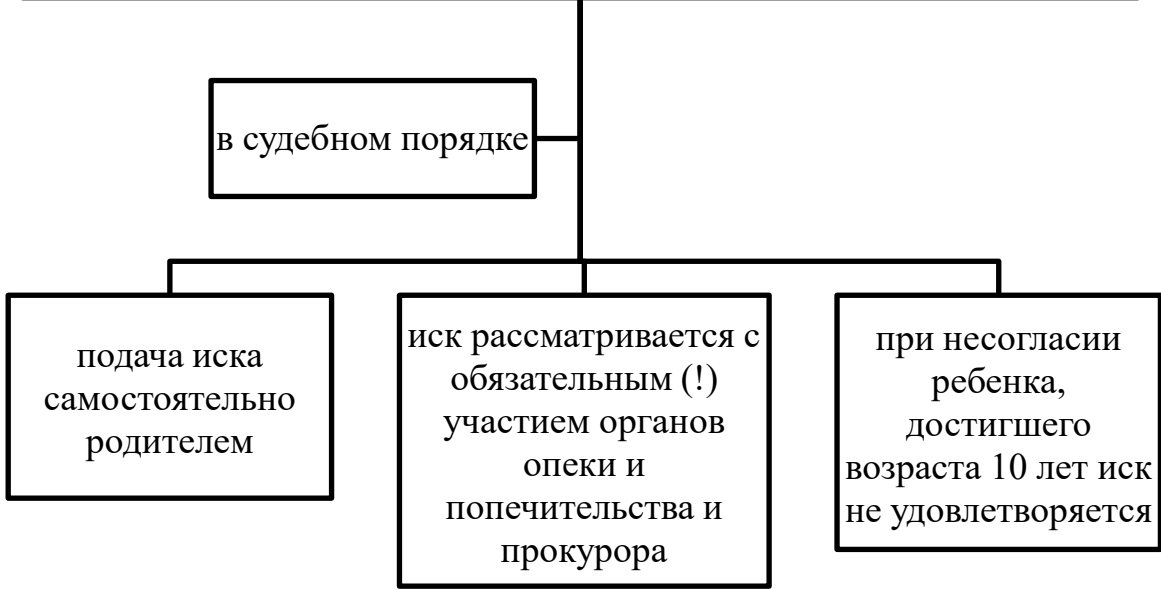 в судебном порядке
подача иска
самостоятельно
родителем
иск рассматривается с
обязательным (!)
участием органов
опеки и
попечительства и
прокурора
при несогласии
ребенка,
достигшего
возраста 10 лет иск
не удовлетворяется